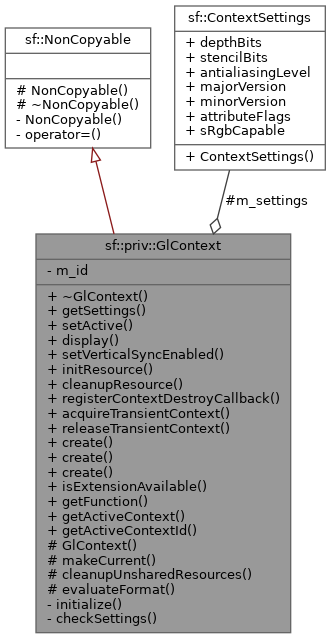 sf::NonCopyable
# NonCopyable()
# ~NonCopyable()
- NonCopyable()
- operator=()
sf::ContextSettings
+ depthBits
+ stencilBits
+ antialiasingLevel
+ majorVersion
+ minorVersion
+ attributeFlags
+ sRgbCapable
+ ContextSettings()
#m_settings
sf::priv::GlContext
- m_id
+ ~GlContext()
+ getSettings()
+ setActive()
+ display()
+ setVerticalSyncEnabled()
+ initResource()
+ cleanupResource()
+ registerContextDestroyCallback()
+ acquireTransientContext()
+ releaseTransientContext()
+ create()
+ create()
+ create()
+ isExtensionAvailable()
+ getFunction()
+ getActiveContext()
+ getActiveContextId()
# GlContext()
# makeCurrent()
# cleanupUnsharedResources()
# evaluateFormat()
- initialize()
- checkSettings()